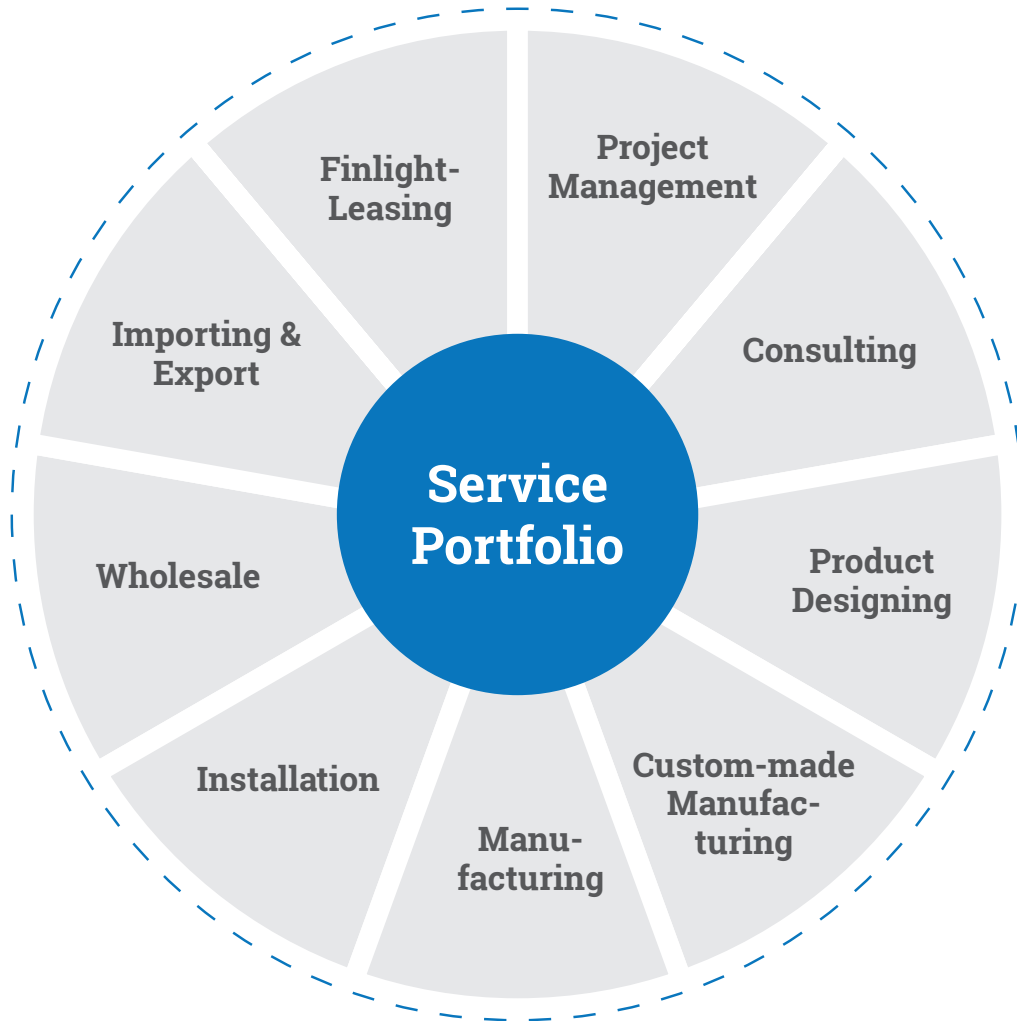 Service
Portfolio
Project
Management
Consulting
Product
Designing
Custom-made
Manufac-
turing
Manu-
facturing
Installation
Wholesale
Importing &
Export
Finlight-
Leasing